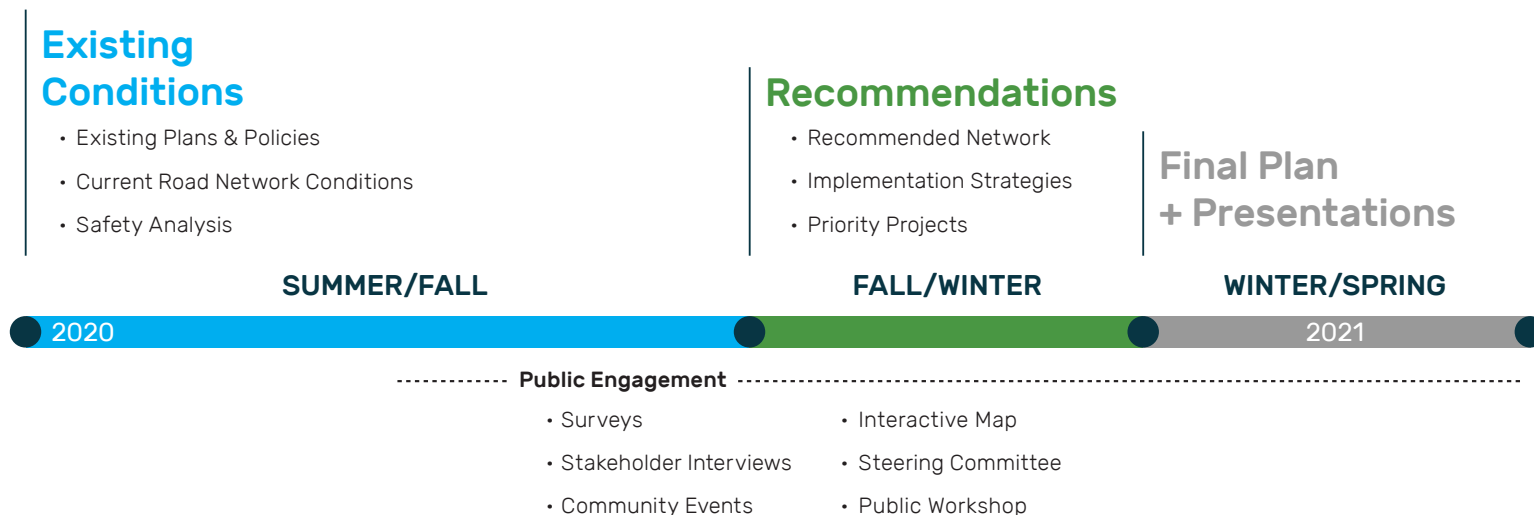 Existing
Conditions
• Existing Plans & Policies
• Current Road Network Conditions
• Safety Analysis
Recommendations
• Recommended Network
• Implementation Strategies
• Priority Projects
Final Plan
+ Presentations
SUMMER/FALL
FALL/WINTER
WINTER/SPRING
2020
2021
Public Engagement
• Surveys
• Stakeholder Interviews
• Community Events
• Interactive Map
• Steering Committee
• Public Workshop